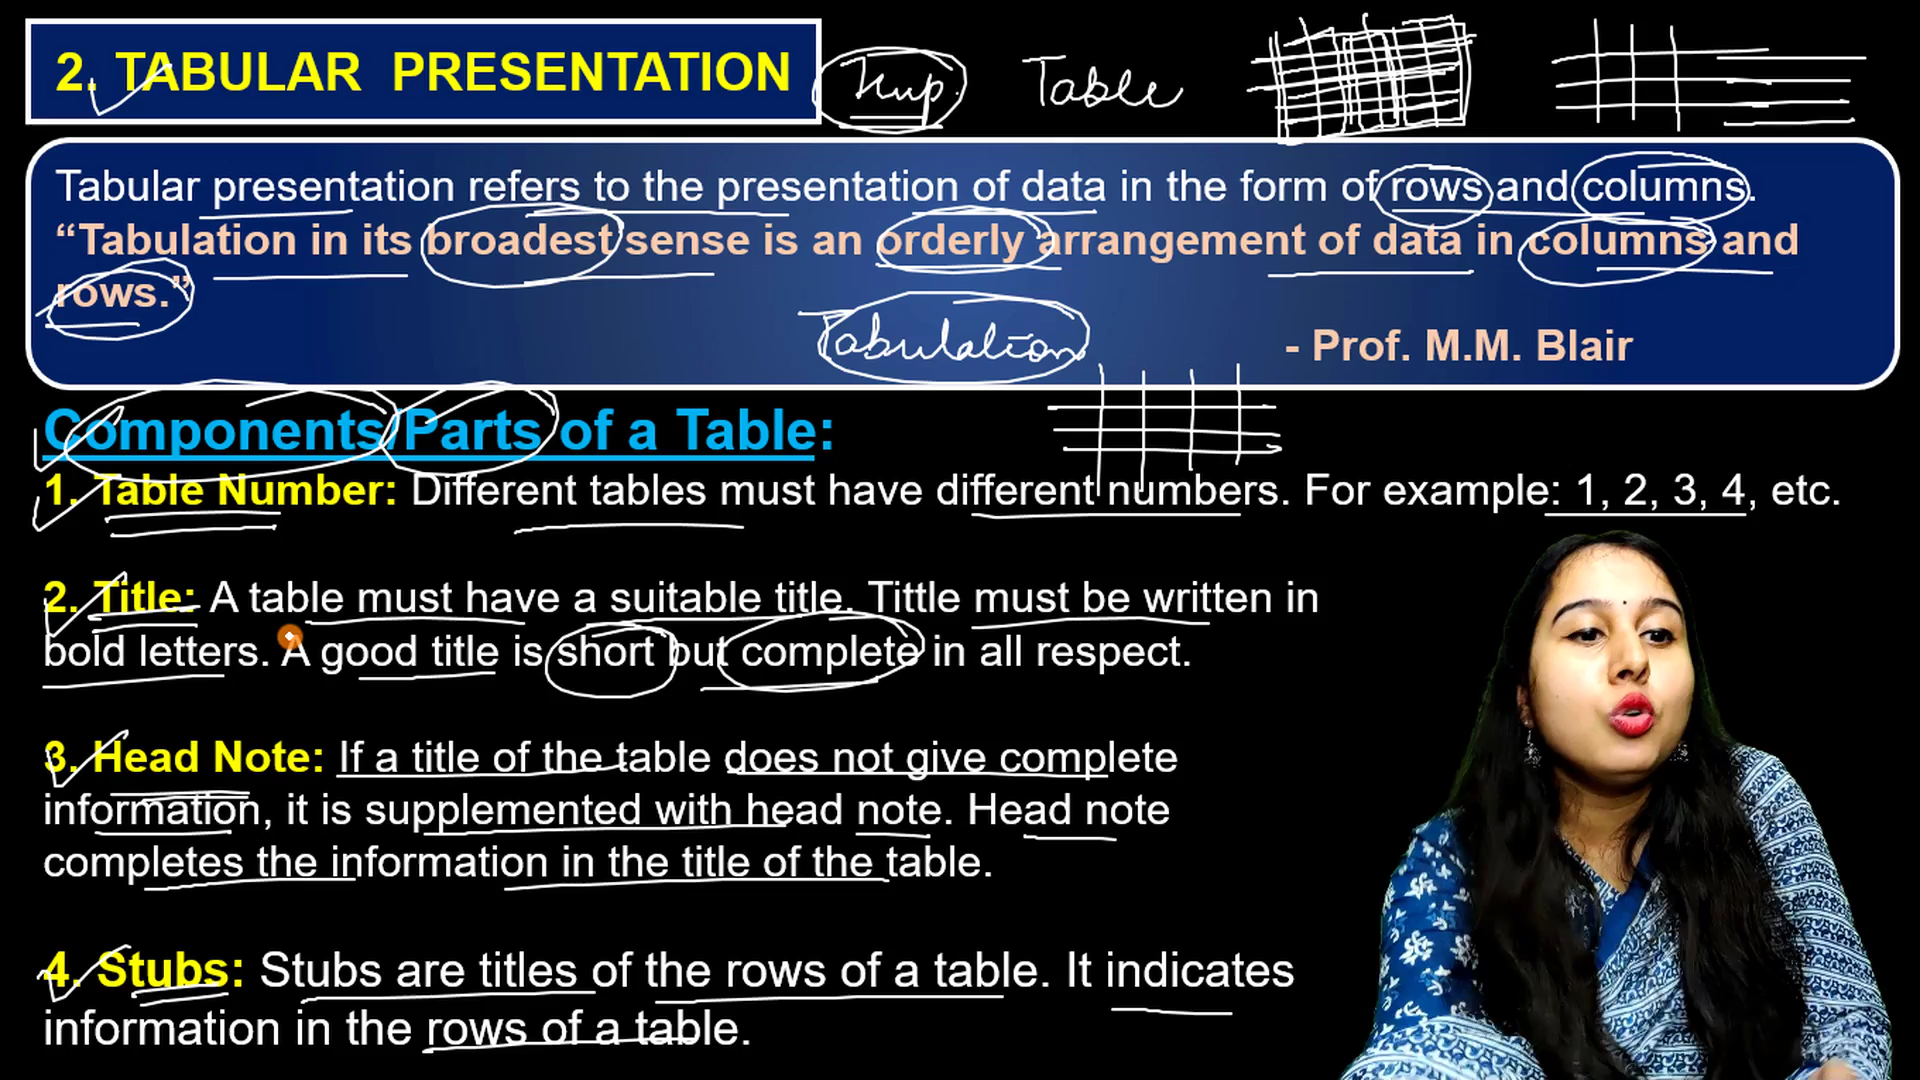 2. TABULAR PRESENTATION
Imp.
Table
Tabular presentation refers to the presentation of data in the form of rows and columns.
“Tabulation in its broadest sense is an orderly arrangement of data in columns and
rows.”
Tabulation
- Prof. M.M. Blair
Components/Parts of a Table:
1. Table Number: Different tables must have different numbers. For example: 1, 2, 3, 4, etc.
2. Title: A table must have a suitable title. Tittle must be written in
bold letters. A good title is short but complete in all respect.
3. Head Note: If a title of the table does not give complete
information, it is supplemented with head note. Head note
completes the information in the title of the table.
4. Stubs: Stubs are titles of the rows of a table. It indicates
information in the rows of a table.